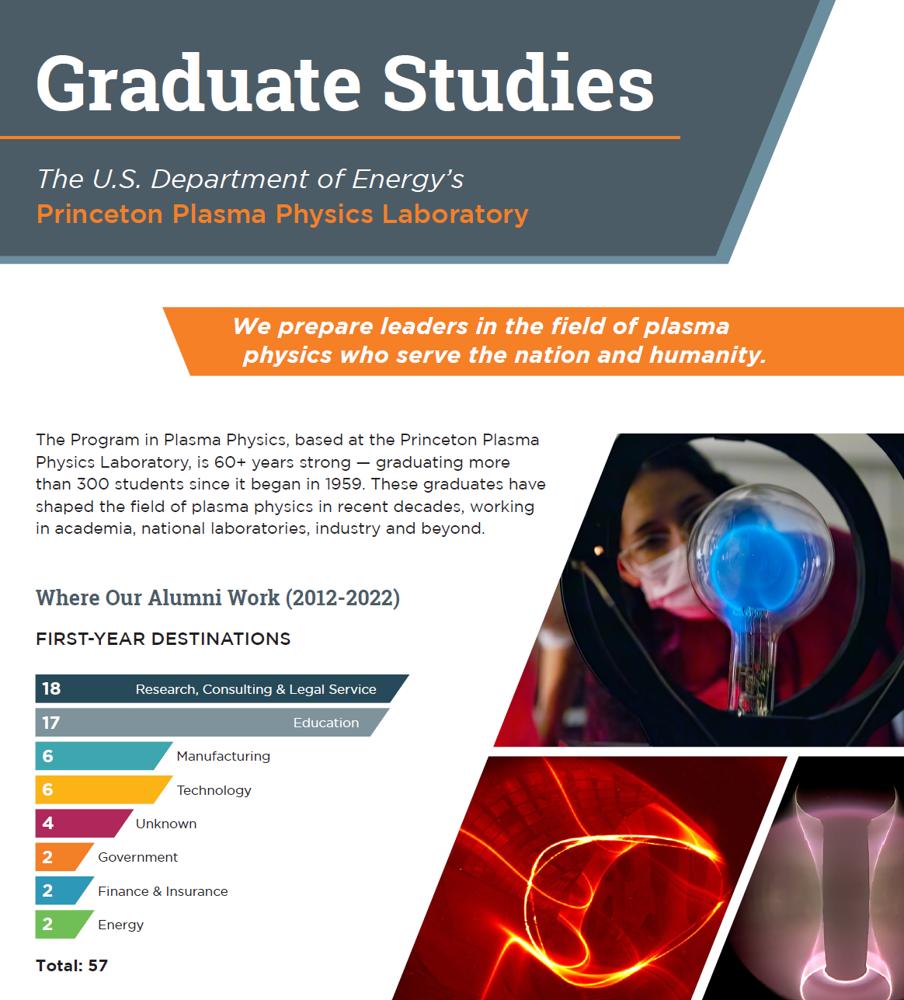 Graduate Studies
The U.S. Department of Energy’s
Princeton Plasma Physics Laboratory
We prepare leaders in the field of plasma
physics who serve the nation and humanity.
The Program in Plasma Physics, based at the Princeton Plasma
Physics Laboratory, is 60+ years strong — graduating more
than 300 students since it began in 1959. These graduates have
shaped the field of plasma physics in recent decades, working
in academia, national laboratories, industry and beyond.
Where Our Alumni Work (2012-2022)
FIRST-YEAR DESTINATIONS
18 Research, Consulting & Legal Service
17 Education
6 Manufacturing
6 Technology
4 Unknown
2 Government
2 Finance & Insurance
2 Energy
Total: 57